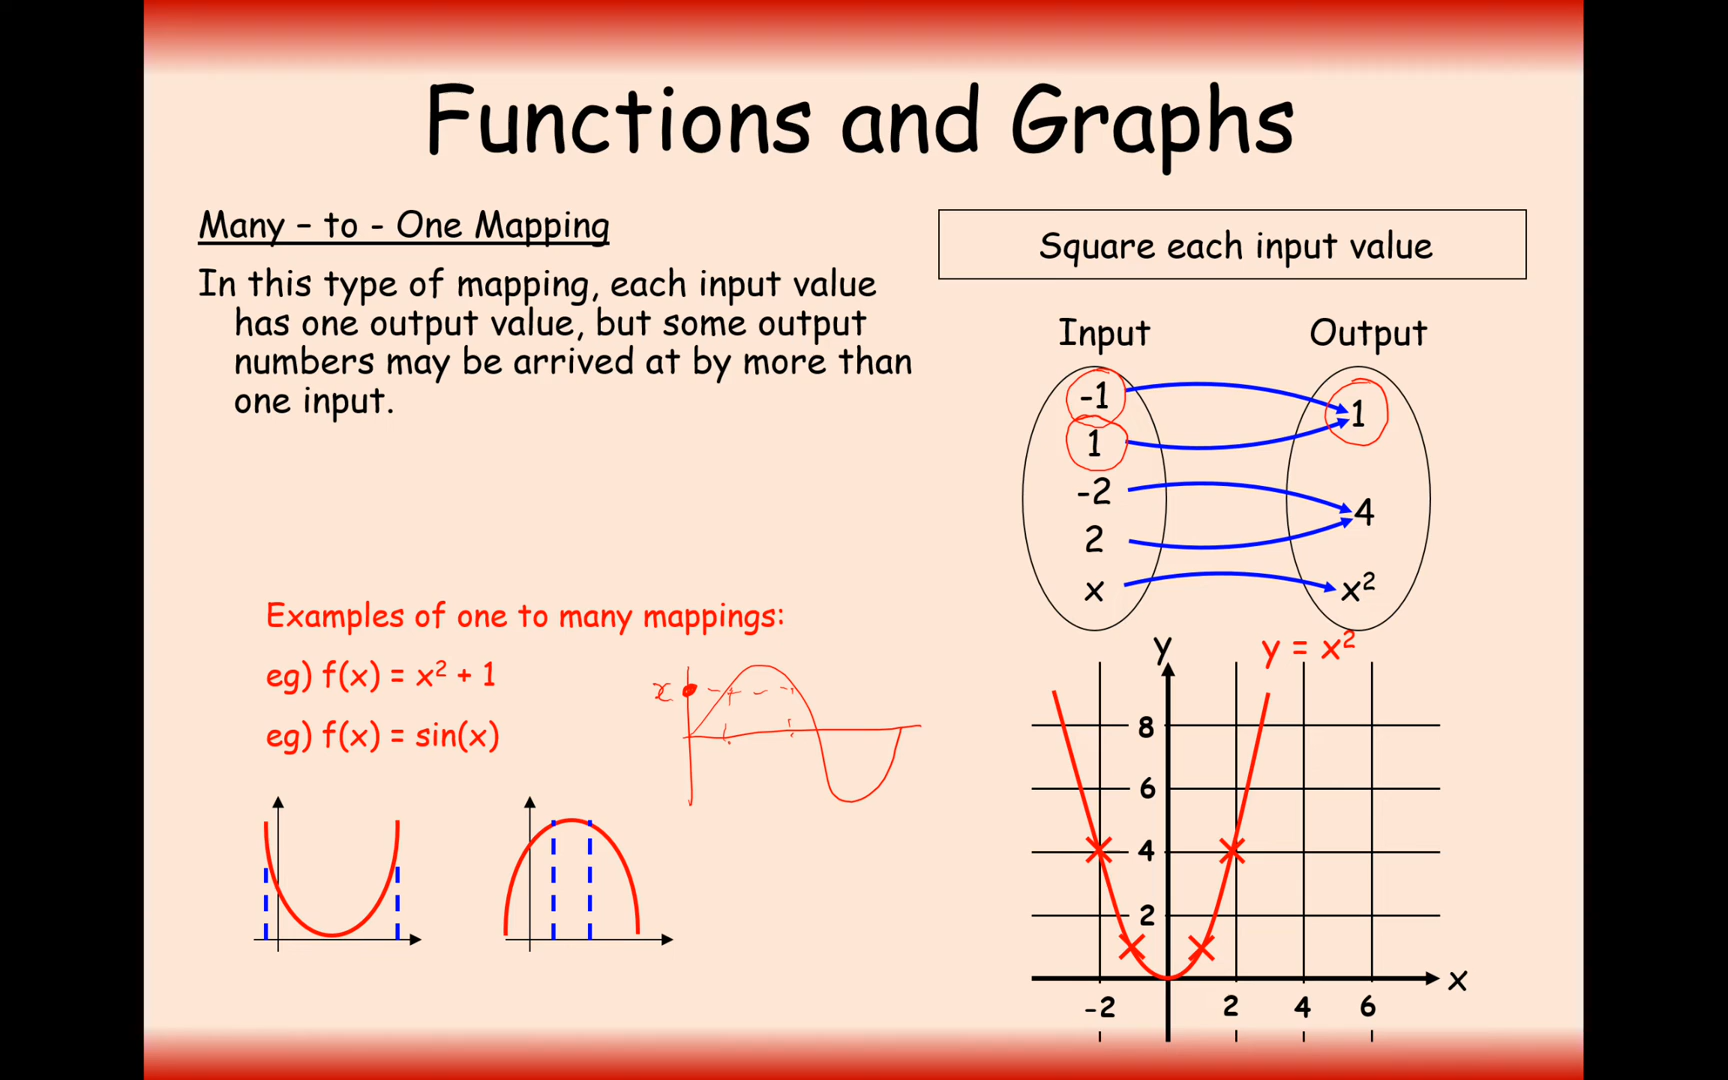 Functions and Graphs
Many – to - One Mapping
In this type of mapping, each input value
has one output value, but some output
numbers may be arrived at by more than
one input.
Examples of one to many mappings:
eg) f(x) = x² + 1
eg) f(x) = sin(x)
x
Square each input value
Input Output
-1 1
1
-2 4
2
x x²
y
y = x²
8
6
4
2
x
-2 2 4 6